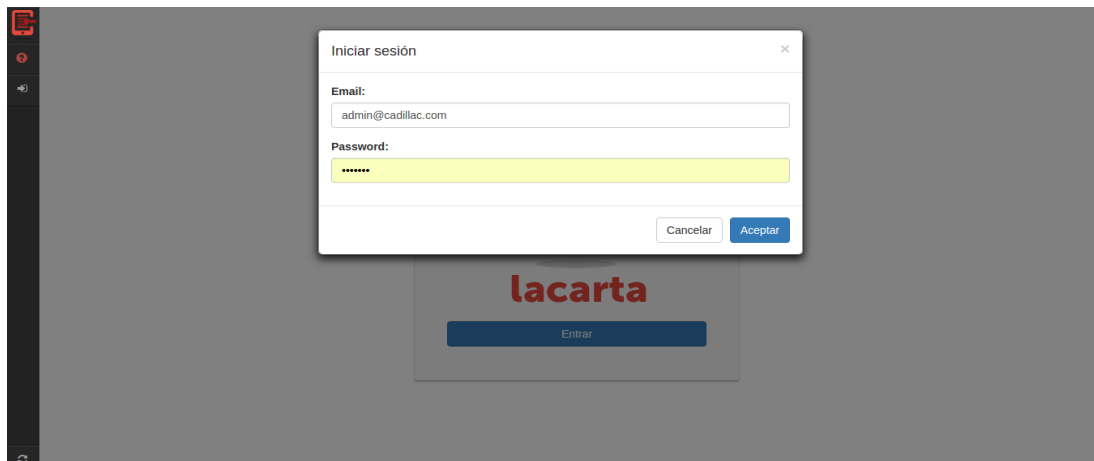 Iniciar sesión
×
Email:
admin@cadillac.com
Password:
•••••••
Cancelar Aceptar
lacarta
Entrar